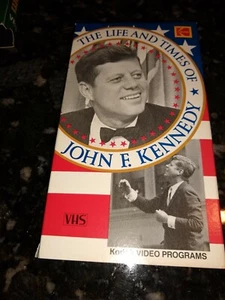 THE LIFE AND TIMES OF
JOHN F. KENNEDY
VHS
VIDEO PROGRAMS